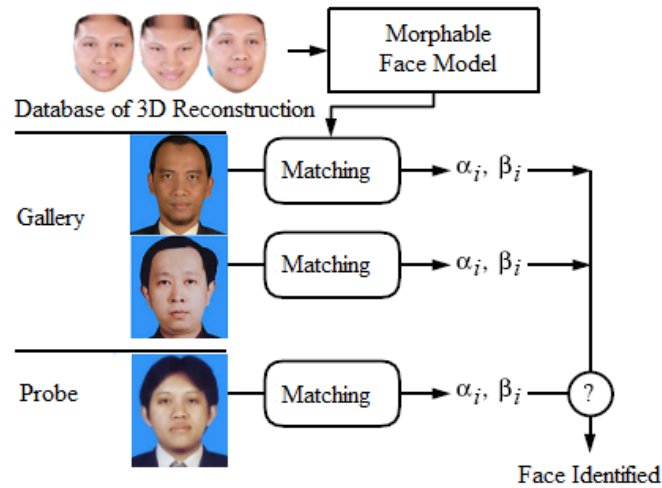 Morphable
Face Model
Database of 3D Reconstruction
Gallery
Matching
αi, βi
Matching
αi, βi
Probe
Matching
αi, βi
?
Face Identified